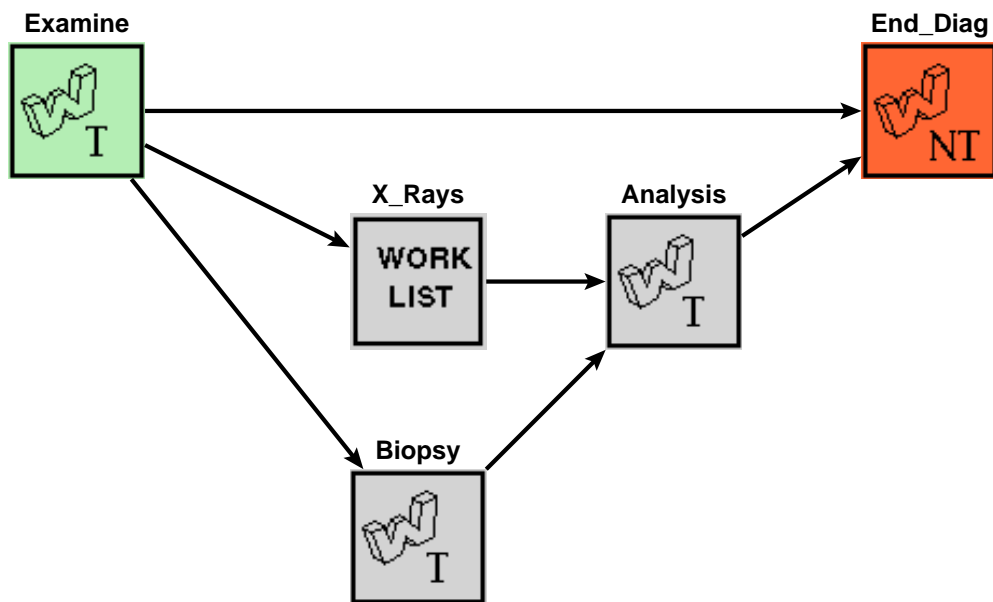 Examine
End_Diag
W
T
W
NT
X_Rays
Analysis
WORK
LIST
W
T
Biopsy
W
T